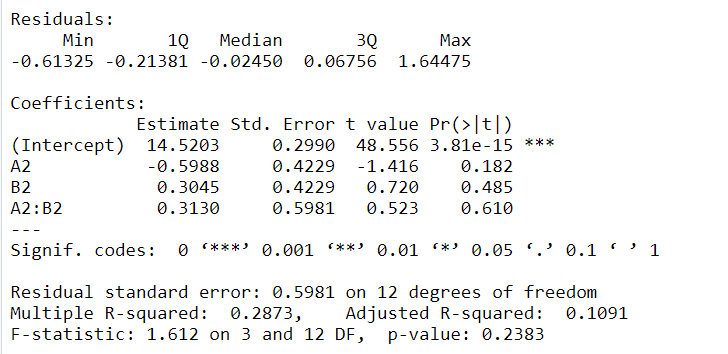 Residuals:
     Min       1Q   Median       3Q      Max
-0.61325 -0.21381 -0.02450  0.06756  1.64475

Coefficients:
            Estimate Std. Error t value Pr(>|t|)
(Intercept)  14.5203     0.2990  48.556 3.81e-15 ***
A2           -0.5988     0.4229  -1.416    0.182
B2            0.3045     0.4229   0.720    0.485
A2:B2         0.3130     0.5981   0.523    0.610
---
Signif. codes:  0 ‘***’ 0.001 ‘**’ 0.01 ‘*’ 0.05 ‘.’ 0.1 ‘ ’ 1

Residual standard error: 0.5981 on 12 degrees of freedom
Multiple R-squared:  0.2873,    Adjusted R-squared:  0.1091
F-statistic: 1.612 on 3 and 12 DF,  p-value: 0.2383